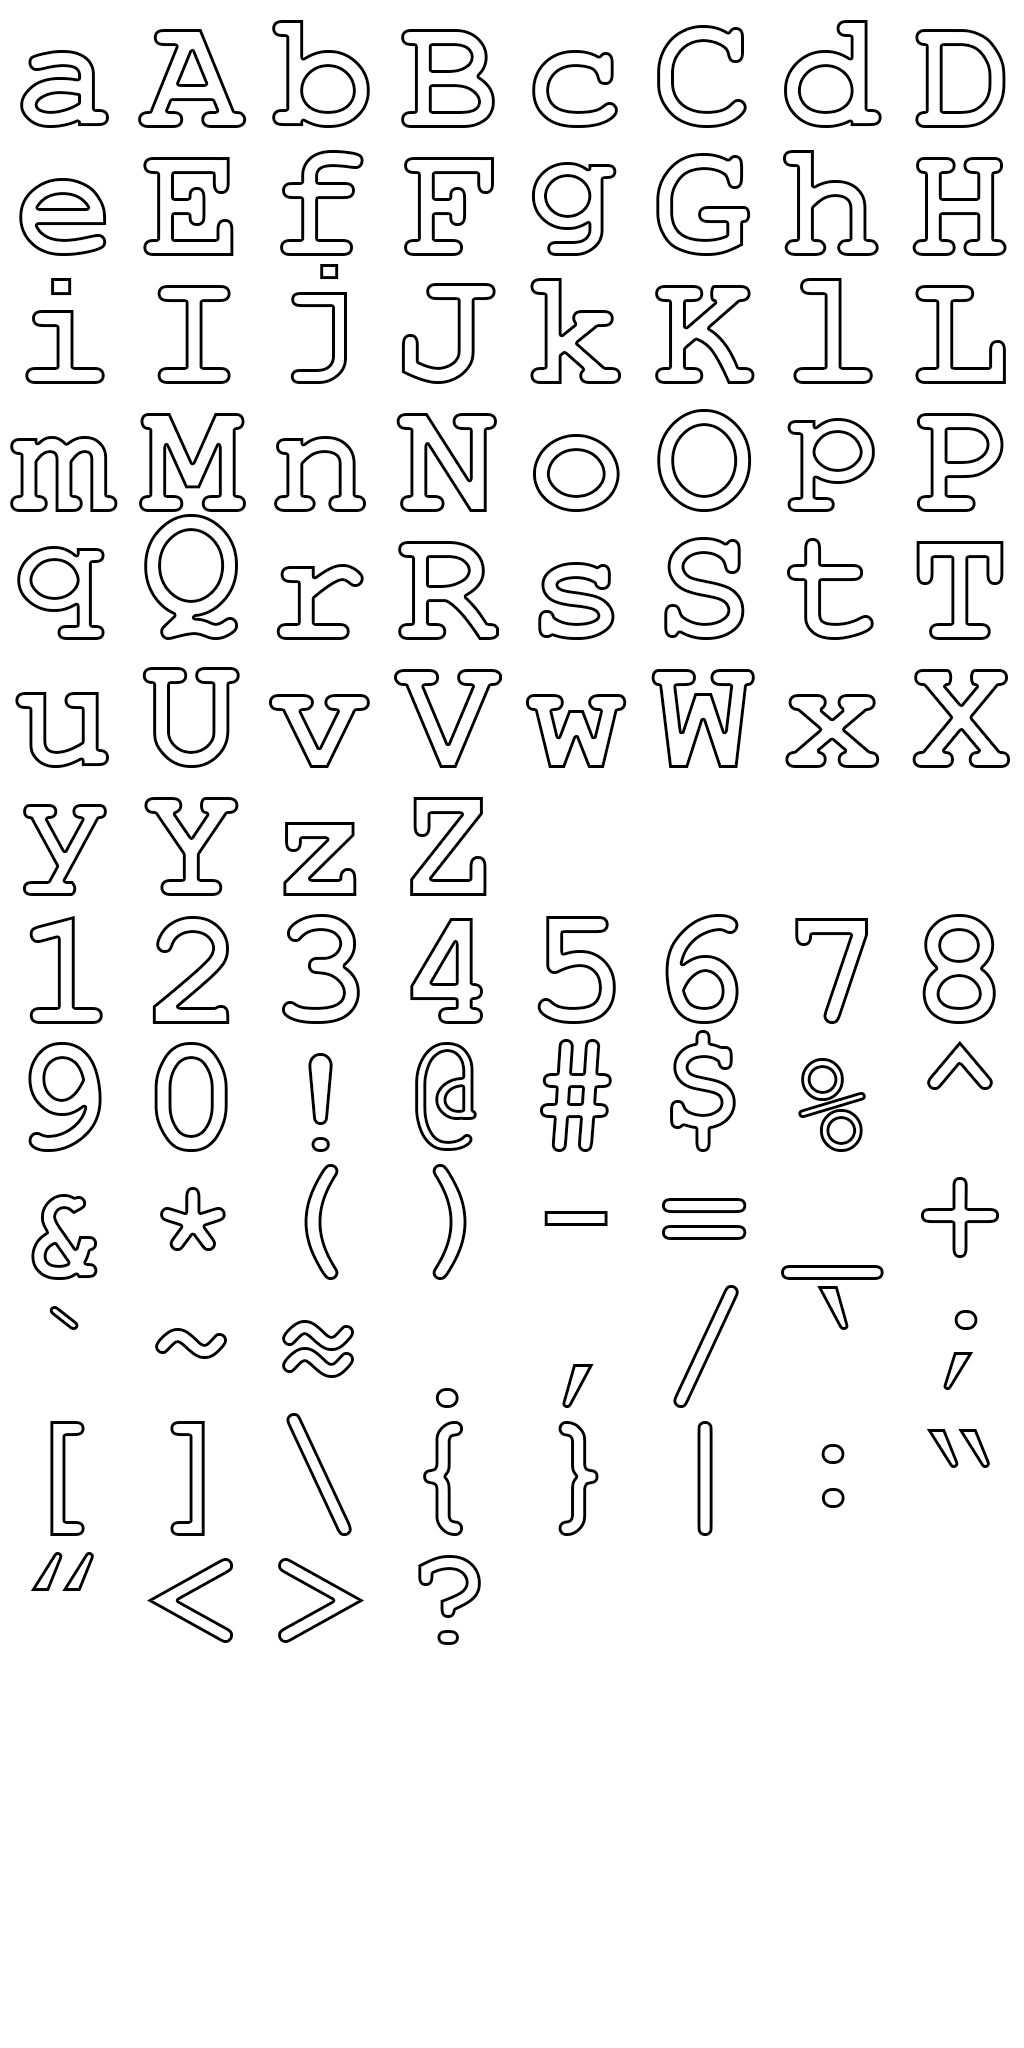 a A b B c C d D
e E f F g G h H
i I j J k K l L
m M n N o O p P
q Q r R s S t T
u U v V w W x X
y Y z Z
1 2 3 4 5 6 7 8
9 0 ! @ # $ % ^
& * ( ) - = _ +
` ~ ≈ . , / ‵ ;
[ ] \ { } | : ‶
″ < > ?